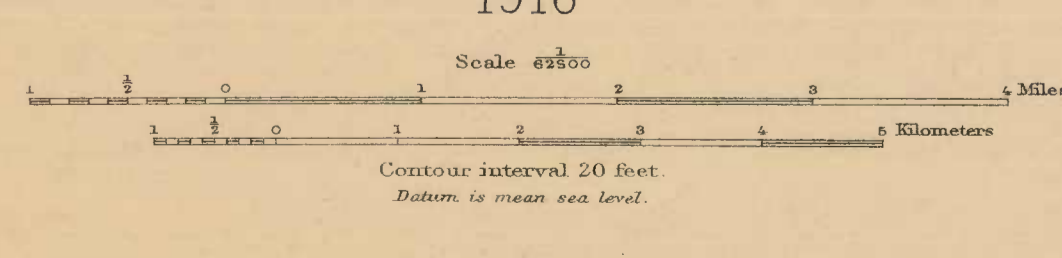 1916
Scale 1/62500
1 1/2 0 1 2 3 4 Miles
1 1/2 0 1 2 3 4 5 Kilometers
Contour interval 20 feet.
Datum is mean sea level.